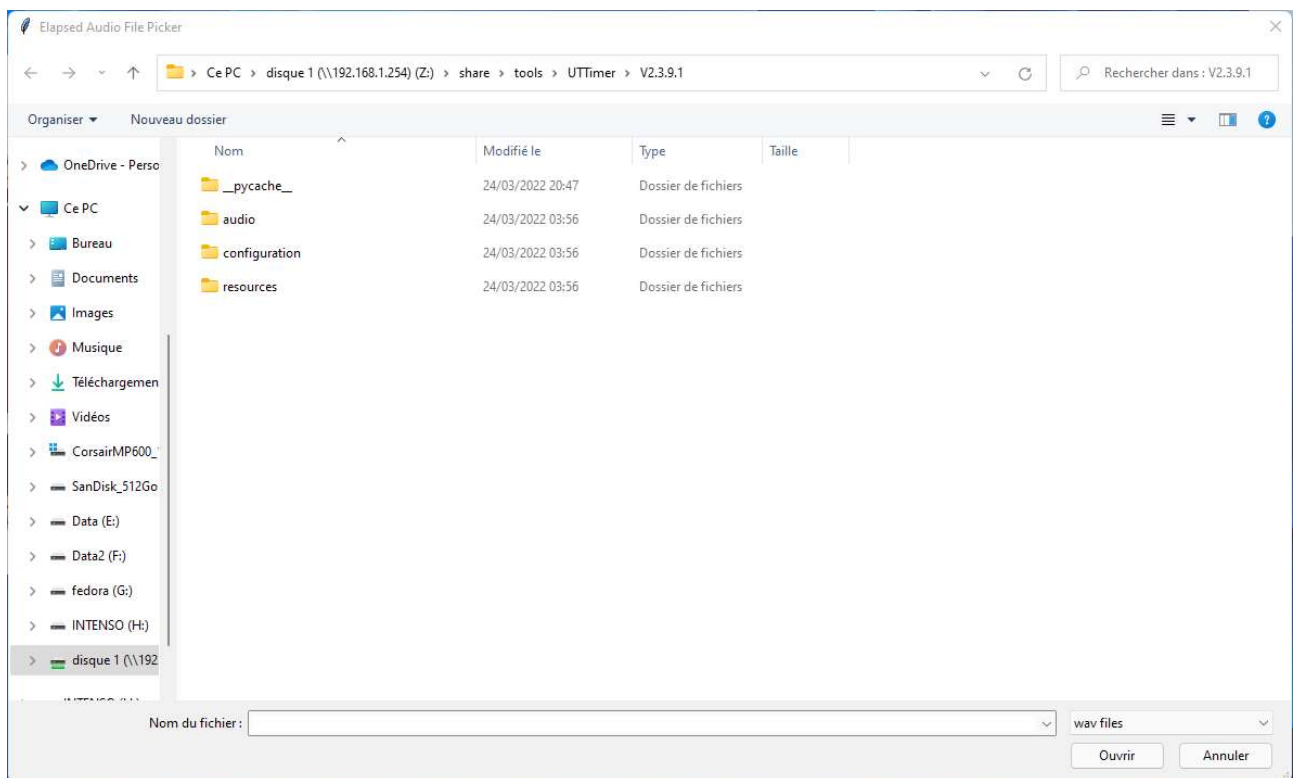 Elapsed Audio File Picker
Ce PC > disque 1 (\\192.168.1.254) (Z:) > share > tools > UTTimer > V2.3.9.1
Rechercher dans : V2.3.9.1
Organiser Nouveau dossier
Nom Modifié le Type Taille
OneDrive - Perso
__pycache__ 24/03/2022 20:47 Dossier de fichiers
Ce PC
audio 24/03/2022 03:56 Dossier de fichiers
Bureau
configuration 24/03/2022 03:56 Dossier de fichiers
Documents
resources 24/03/2022 03:56 Dossier de fichiers
Images
Musique
Téléchargemen
Vidéos
CorsairMP600_
SanDisk_512Go
Data (E:)
Data2 (F:)
fedora (G:)
INTENSO (H:)
disque 1 (\\192
Nom du fichier : wav files
Ouvrir Annuler